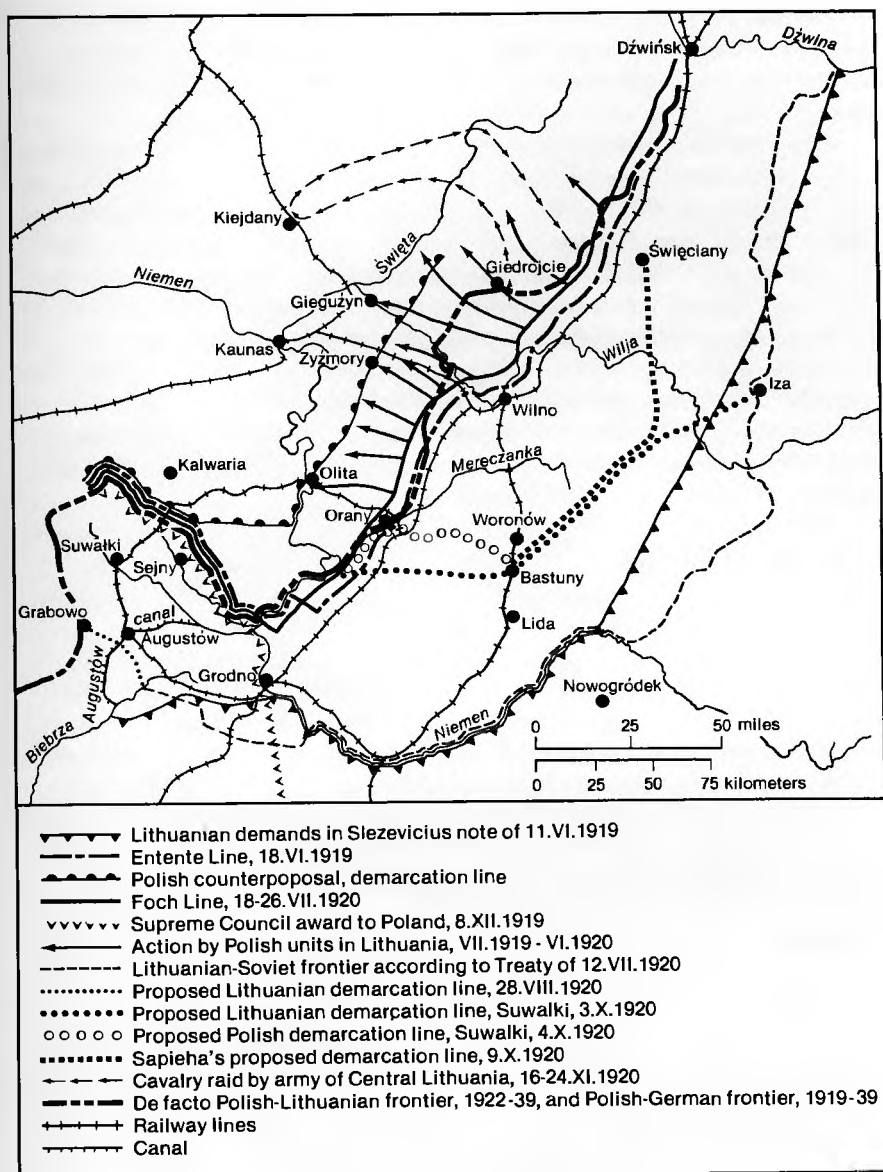 Dźwińsk
Dźwina
Kiejdany
Święta
Giedrojcie
Święciany
Niemen
Giegużyn
Kaunas
Zyżmory
Wilja
Iza
Wilno
Kalwaria
Olita
Mereczanka
Orany
Woronów
Suwałki
Sejny
Bastuny
Grabowo
canal
Augustów
Lida
Augustów
Grodno
Nowogródek
Biebrza
Niemen
0 25 50 miles
0 25 50 75 kilometers
Lithuanian demands in Slezevicius note of 11.VI.1919
Entente Line, 18.VI.1919
Polish counterpoposal, demarcation line
Foch Line, 18-26.VII.1920
Supreme Council award to Poland, 8.XII.1919
Action by Polish units in Lithuania, VII.1919 - VI.1920
Lithuanian-Soviet frontier according to Treaty of 12.VII.1920
Proposed Lithuanian demarcation line, 28.VIII.1920
Proposed Lithuanian demarcation line, Suwalki, 3.X.1920
Proposed Polish demarcation line, Suwalki, 4.X.1920
Sapieha's proposed demarcation line, 9.X.1920
Cavalry raid by army of Central Lithuania, 16-24.XI.1920
De facto Polish-Lithuanian frontier, 1922-39, and Polish-German frontier, 1919-39
Railway lines
Canal